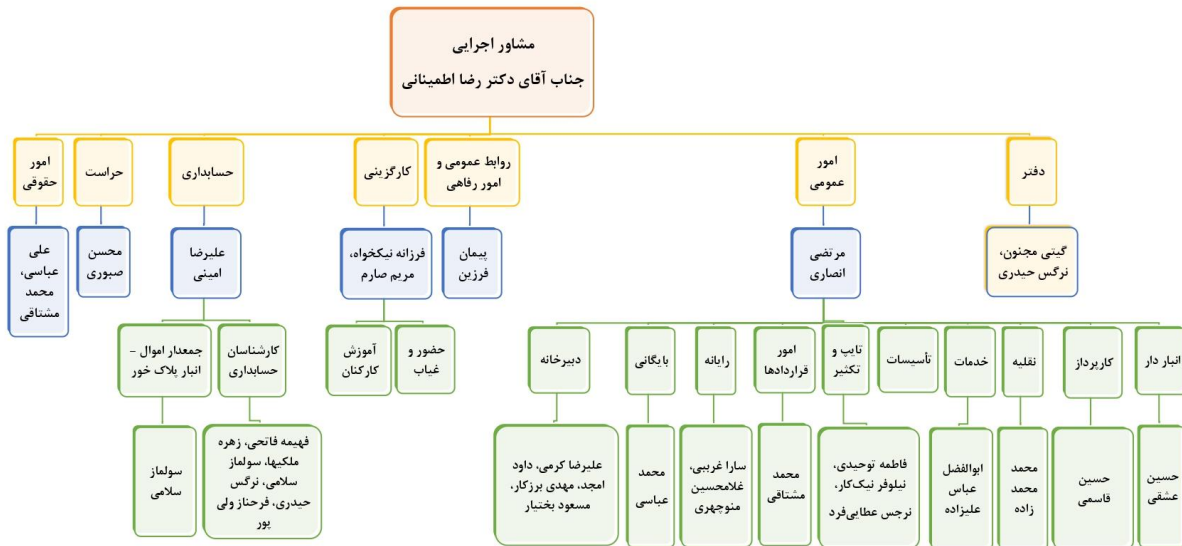 مشاور اجرایی
جناب آقای دکتر رضا اطمینانی
دفتر
امور
عمومی
روابط عمومی و
امور رفاهی
کارگزینی
حسابداری
حراست
امور
حقوقی
گیتی مجنون،
نرگس حیدری
مرتضی
انصاری
پیمان
فرزین
فرزانه نیکخواه،
مریم صارم
علیرضا
امینی
محسن
صبوری
علی
عباسی،
محمد
مشتاقی
انبار دار
کارپرداز
نقلیه
خدمات
تأسیسات
تایپ و
تکثیر
امور
قراردادها
رایانه
بایگانی
دبیرخانه
حضور و
غیاب
آموزش
کارکنان
کارشناسان
حسابداری
جمعدار اموال –
انبار پلاک خور
حسین
عشقی
حسین
قاسمی
محمد
محمد
زاده
ابوالفضل
عباس
علیزاده
فاطمه توحیدی،
نیلوفر نیک‌کار،
نرجس عطایی‌فرد
محمد
مشتاقی
سارا غریبی،
غلامحسین
منوچهری
محمد
عباسی
علیرضا کرمی، داود
امجد، مهدی برزکار،
مسعود بختیار
فهیمه فاتحی، زهره
ملکیها، سولماز
سلامی، نرگس
حیدری، فرحناز ولی
پور
سولماز
سلامی